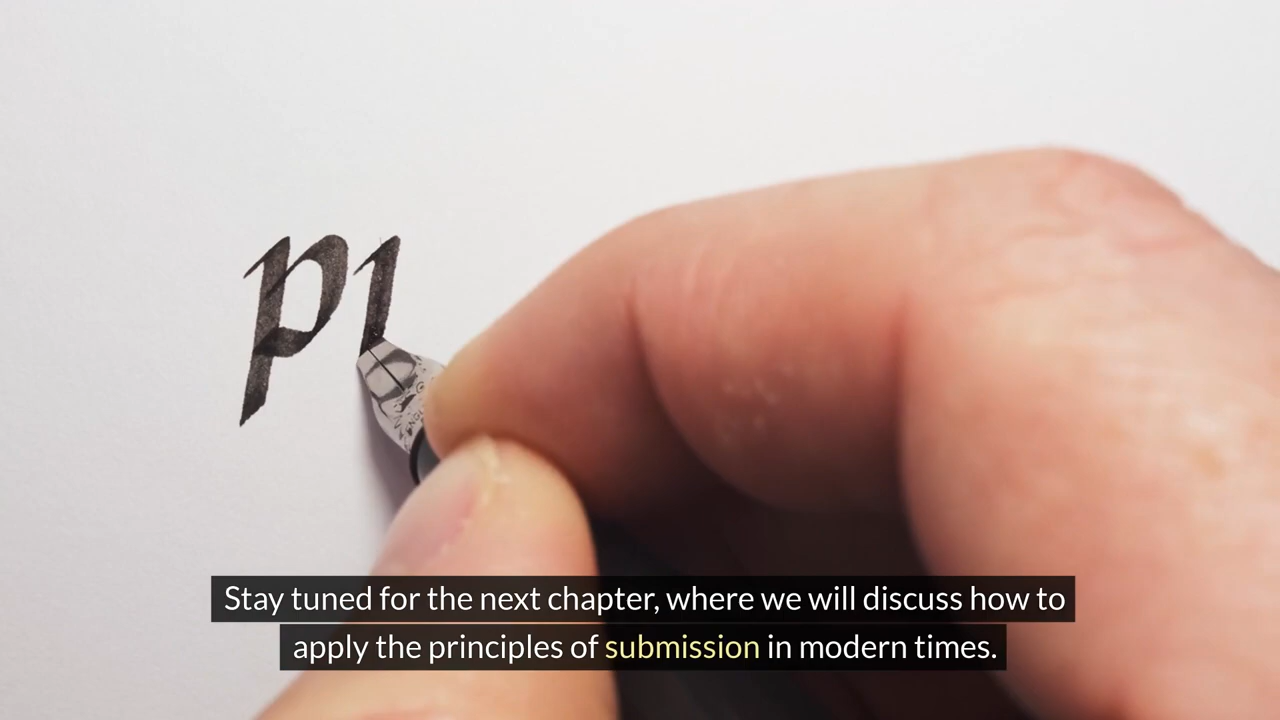 pı
Stay tuned for the next chapter, where we will discuss how to
apply the principles of submission in modern times.